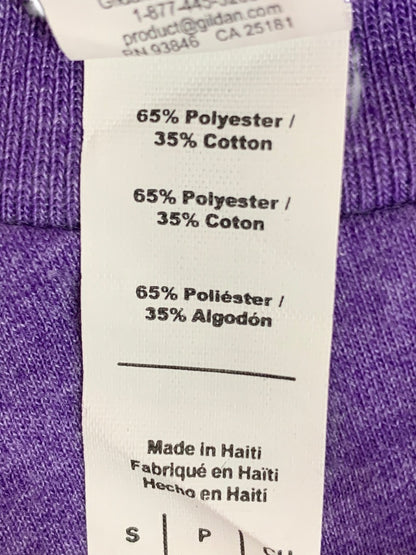 product@gildan.com
RN 93846 CA 25181
65% Polyester /
35% Cotton
65% Polyester /
35% Coton
65% Poliéster /
35% Algodón
Made in Haiti
Fabriqué en Haïti
Hecho en Haiti
S | P |